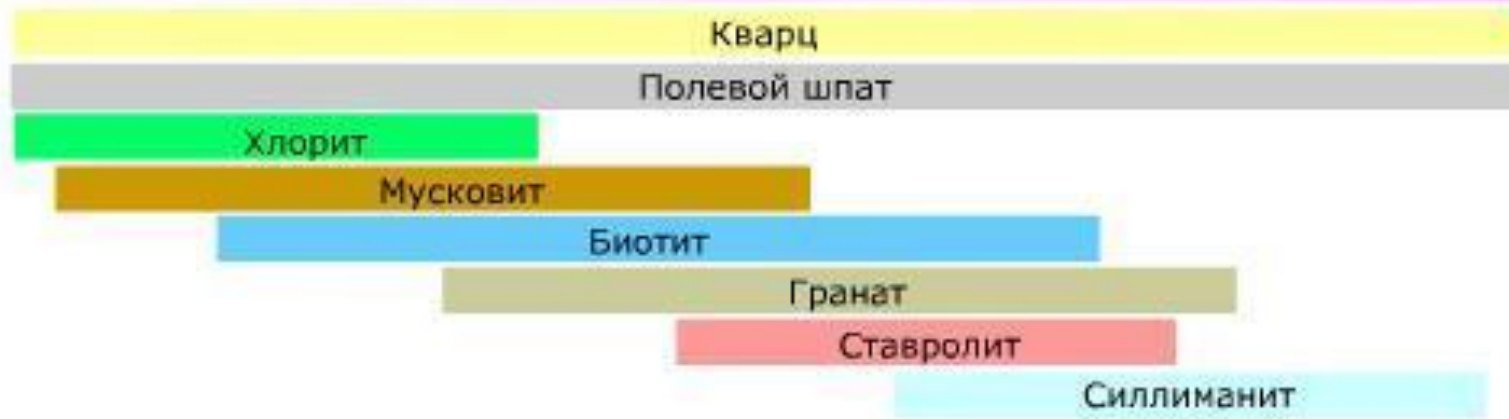 Кварц
Полевой шпат
Хлорит
Мусковит
Биотит
Гранат
Ставролит
Силлиманит